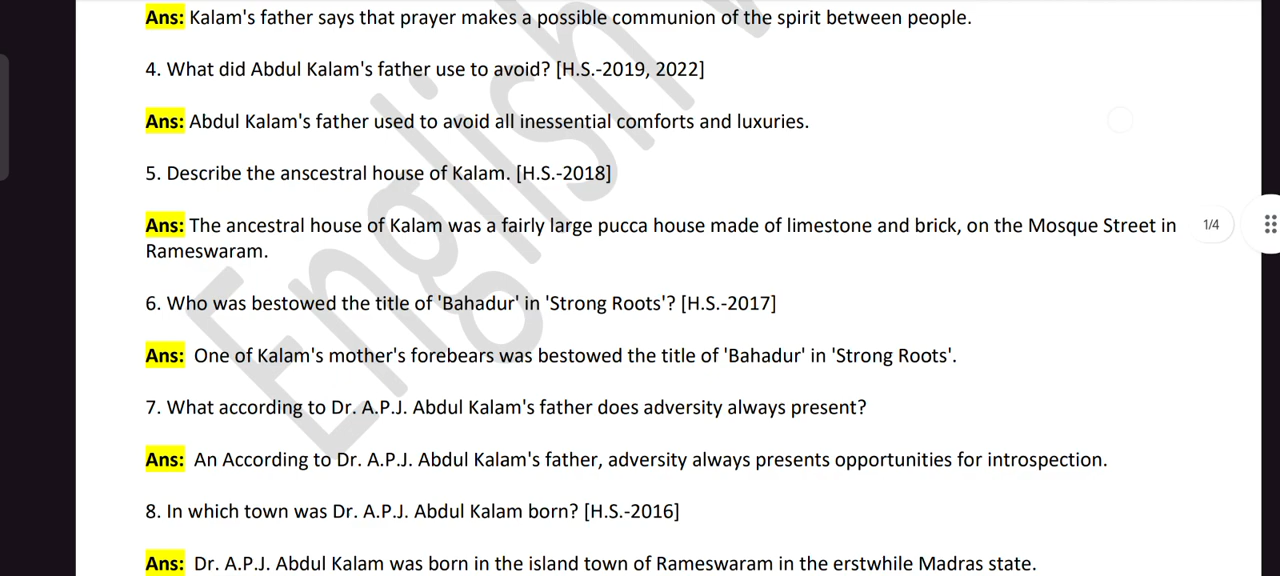 Ans: Kalam's father says that prayer makes a possible communion of the spirit between people.
4. What did Abdul Kalam's father use to avoid? [H.S.-2019, 2022]
Ans: Abdul Kalam's father used to avoid all inessential comforts and luxuries.
5. Describe the anscestral house of Kalam. [H.S.-2018]
Ans: The ancestral house of Kalam was a fairly large pucca house made of limestone and brick, on the Mosque Street in
Rameswaram.
1/4
6. Who was bestowed the title of 'Bahadur' in 'Strong Roots'? [H.S.-2017]
Ans: One of Kalam's mother's forebears was bestowed the title of 'Bahadur' in 'Strong Roots'.
7. What according to Dr. A.P.J. Abdul Kalam's father does adversity always present?
Ans: An According to Dr. A.P.J. Abdul Kalam's father, adversity always presents opportunities for introspection.
8. In which town was Dr. A.P.J. Abdul Kalam born? [H.S.-2016]
Ans: Dr. A.P.J. Abdul Kalam was born in the island town of Rameswaram in the erstwhile Madras state.
English